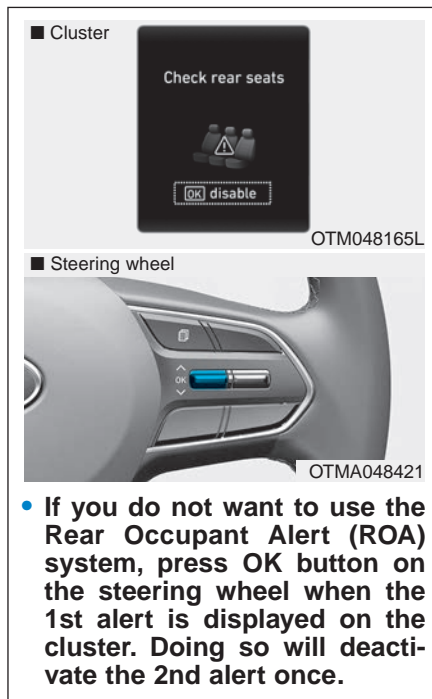 ■ Cluster
Check rear seats
OK disable
OTM048165L
■ Steering wheel
OK
OTMA048421
• If you do not want to use the
Rear Occupant Alert (ROA)
system, press OK button on
the steering wheel when the
1st alert is displayed on the
cluster. Doing so will deacti-
vate the 2nd alert once.